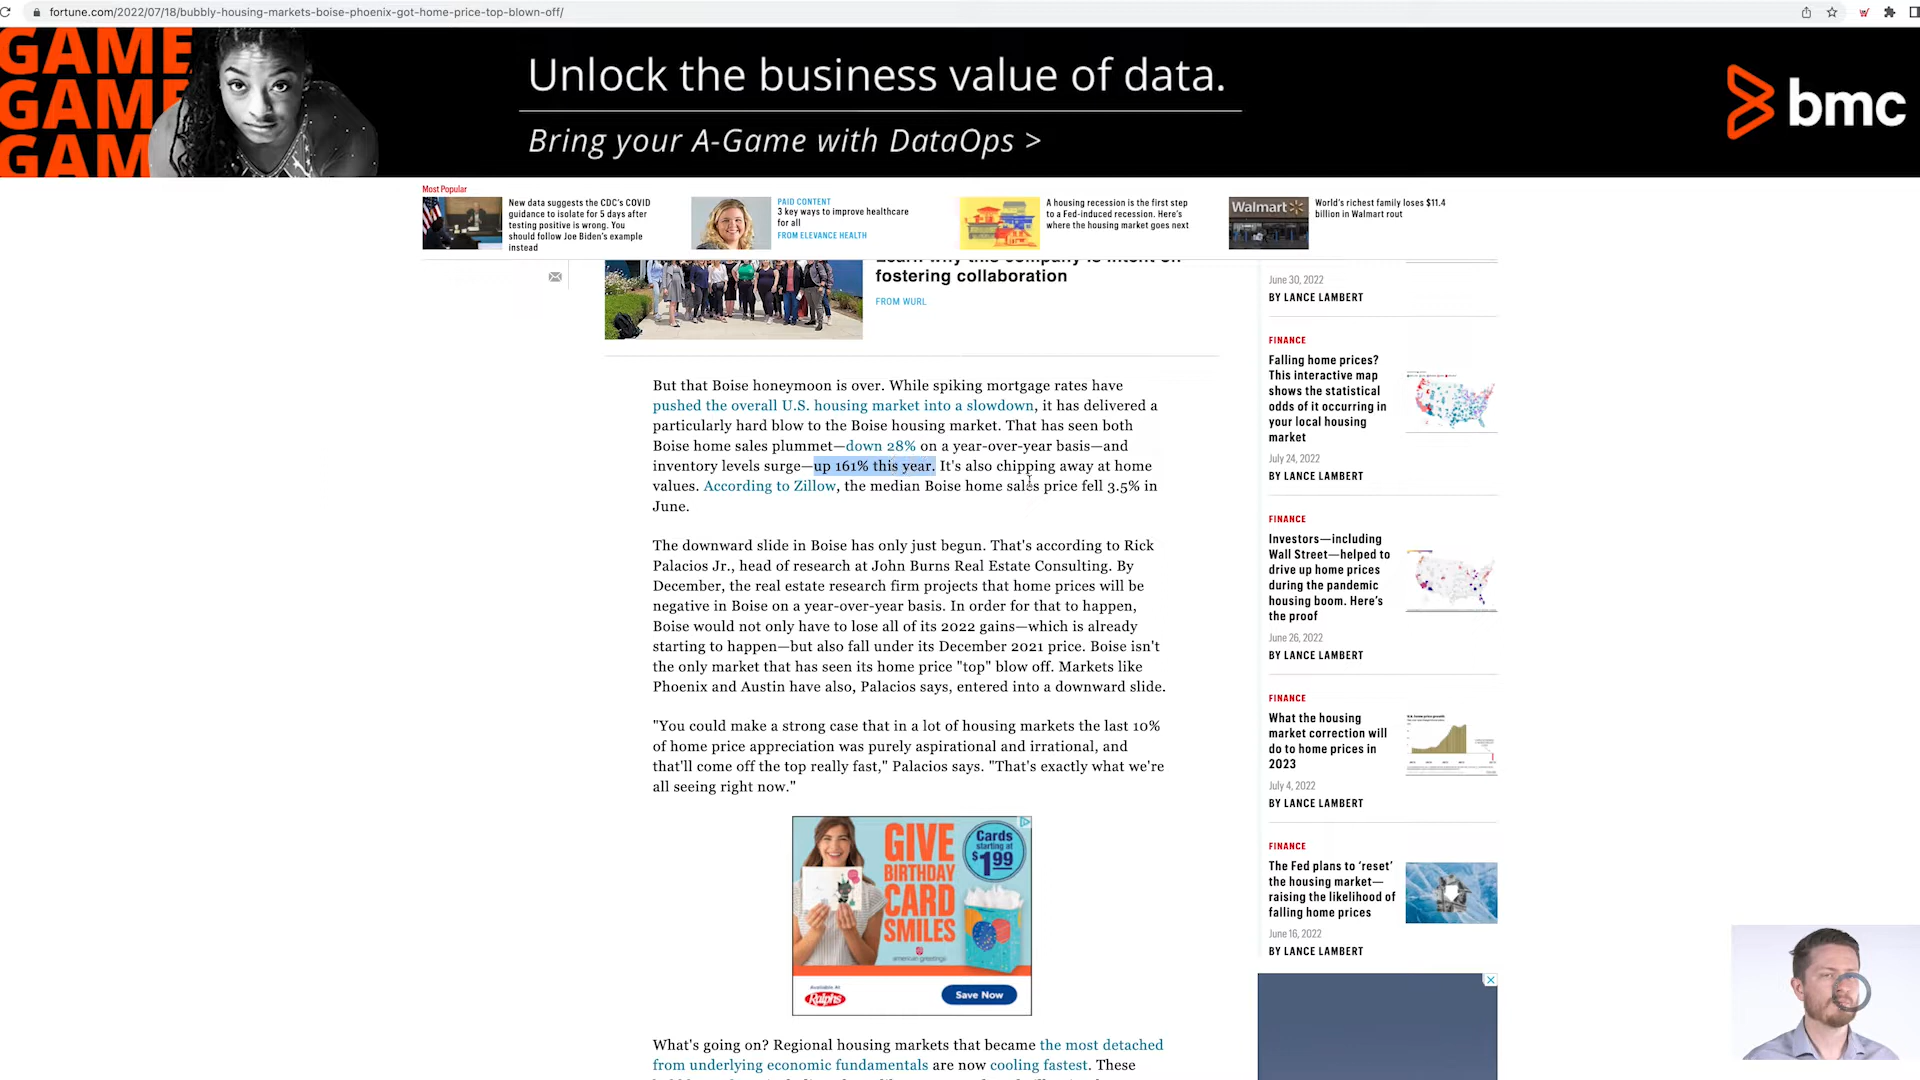 fortune.com/2022/07/18/bubbly-housing-markets-boise-phoenix-got-home-price-top-blown-off/
GAME
GAME
GAM
Unlock the business value of data.
Bring your A-Game with DataOps >
bmc
Most Popular
New data suggests the CDC's COVID
guidance to isolate for 5 days after
testing positive is wrong. You
should follow Joe Biden's example
instead
PAID CONTENT
3 key ways to improve healthcare
for all
FROM ELEVANCE HEALTH
A housing recession is the first step
to a Fed-induced recession. Here's
where the housing market goes next
Walmart
World's richest family loses $11.4
billion in Walmart rout
Learn why this company is intent on
fostering collaboration
FROM WURL
But that Boise honeymoon is over. While spiking mortgage rates have
pushed the overall U.S. housing market into a slowdown, it has delivered a
particularly hard blow to the Boise housing market. That has seen both
Boise home sales plummet—down 28% on a year-over-year basis—and
inventory levels surge—up 161% this year. It's also chipping away at home
values. According to Zillow, the median Boise home sales price fell 3.5% in
June.
The downward slide in Boise has only just begun. That's according to Rick
Palacios Jr., head of research at John Burns Real Estate Consulting. By
December, the real estate research firm projects that home prices will be
negative in Boise on a year-over-year basis. In order for that to happen,
Boise would not only have to lose all of its 2022 gains—which is already
starting to happen—but also fall under its December 2021 price. Boise isn't
the only market that has seen its home price "top" blow off. Markets like
Phoenix and Austin have also, Palacios says, entered into a downward slide.
"You could make a strong case that in a lot of housing markets the last 10%
of home price appreciation was purely aspirational and irrational, and
that'll come off the top really fast," Palacios says. "That's exactly what we're
all seeing right now."
GIVE
BIRTHDAY
CARD
SMILES
american greetings
Cards
starting at
$1.99
Available At
Ralphs
Save Now
What's going on? Regional housing markets that became the most detached
from underlying economic fundamentals are now cooling fastest. These
June 30, 2022
BY LANCE LAMBERT
FINANCE
Falling home prices?
This interactive map
shows the statistical
odds of it occurring in
your local housing
market
July 24, 2022
BY LANCE LAMBERT
FINANCE
Investors—including
Wall Street—helped to
drive up home prices
during the pandemic
housing boom. Here's
the proof
June 26, 2022
BY LANCE LAMBERT
FINANCE
What the housing
market correction will
do to home prices in
2023
July 4, 2022
BY LANCE LAMBERT
FINANCE
The Fed plans to 'reset'
the housing market—
raising the likelihood of
falling home prices
June 16, 2022
BY LANCE LAMBERT